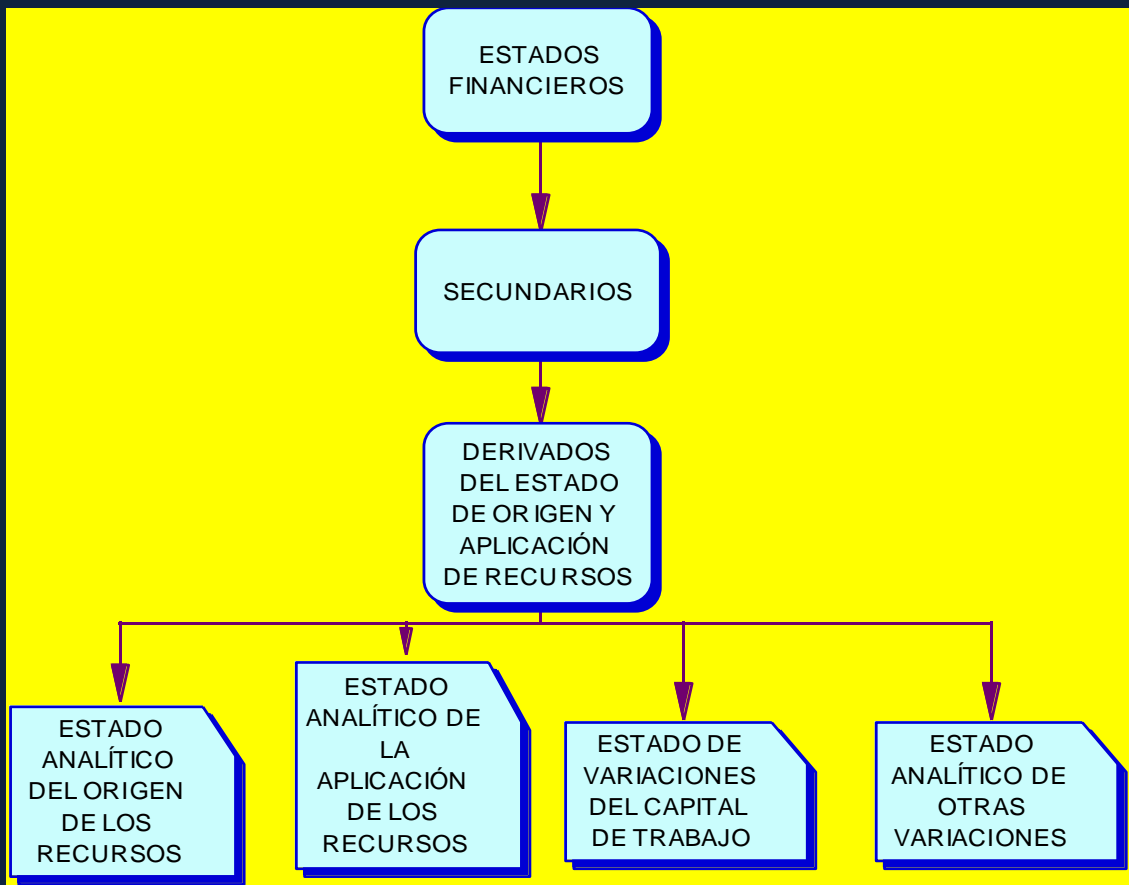 ESTADOS
FINANCIEROS
SECUNDARIOS
DERIVADOS
DEL ESTADO
DE ORIGEN Y
APLICACIÓN
DE RECURSOS
ESTADO
ANALÍTICO
DEL ORIGEN
DE LOS
RECURSOS
ESTADO
ANALÍTICO DE
LA
APLICACIÓN
DE LOS
RECURSOS
ESTADO DE
VARIACIONES
DEL CAPITAL
DE TRABAJO
ESTADO
ANALÍTICO DE
OTRAS
VARIACIONES